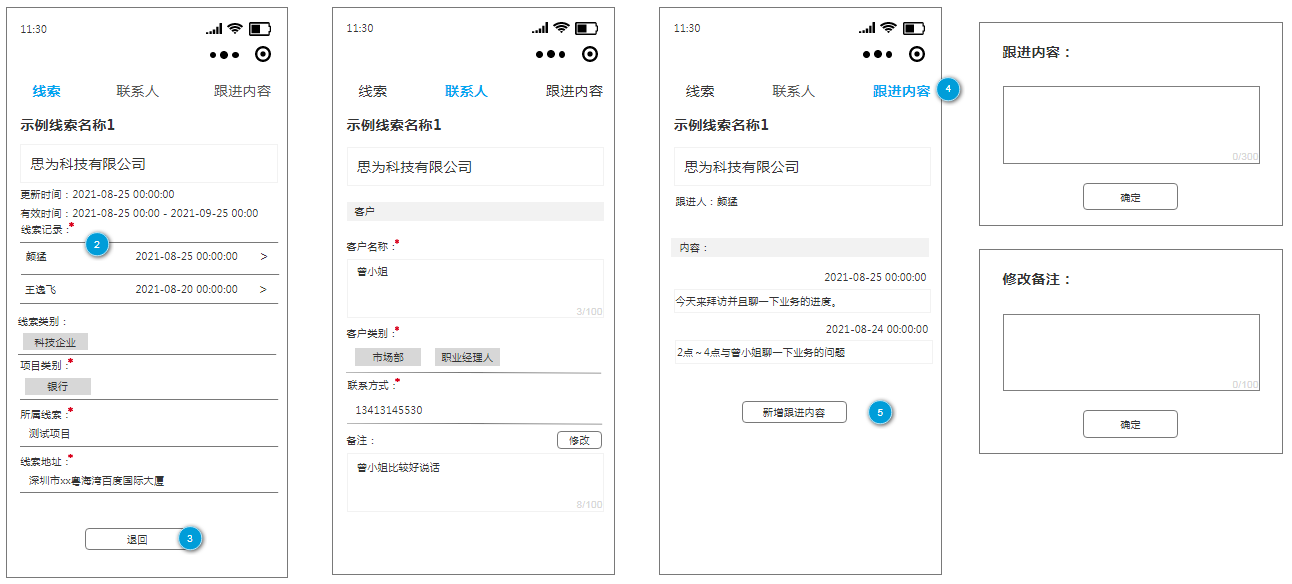 11:30
线索 联系人 跟进内容
示例线索名称1
思为科技有限公司
更新时间：2021-08-25 00:00:00
有效时间：2021-08-25 00:00 - 2021-09-25 00:00
线索记录：*
2
颜猛 2021-08-25 00:00:00 >
王逸飞 2021-08-20 00:00:00 >
线索类别：
科技企业
项目类别：*
银行
所属线索：*
测试项目
线索地址：*
深圳市xx粤海湾百度国际大厦
退回 3
11:30
线索 联系人 跟进内容
示例线索名称1
思为科技有限公司
客户
客户名称：*
曾小姐
3/100
客户类别：*
市场部 职业经理人
联系方式：*
13413145530
备注： 修改
曾小姐比较好说话
8/100
11:30
线索 联系人 跟进内容 4
示例线索名称1
思为科技有限公司
跟进人：颜猛
内容：
2021-08-25 00:00:00
今天来拜访并且聊一下业务的进度。
2021-08-24 00:00:00
2点～4点与曾小姐聊一下业务的问题
新增跟进内容 5
跟进内容：
0/300
确定
修改备注：
0/100
确定